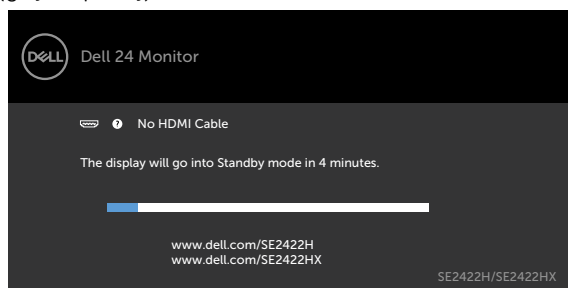 DELL
Dell 24 Monitor
No HDMI Cable
The display will go into Standby mode in 4 minutes.
www.dell.com/SE2422H
www.dell.com/SE2422HX
SE2422H/SE2422HX